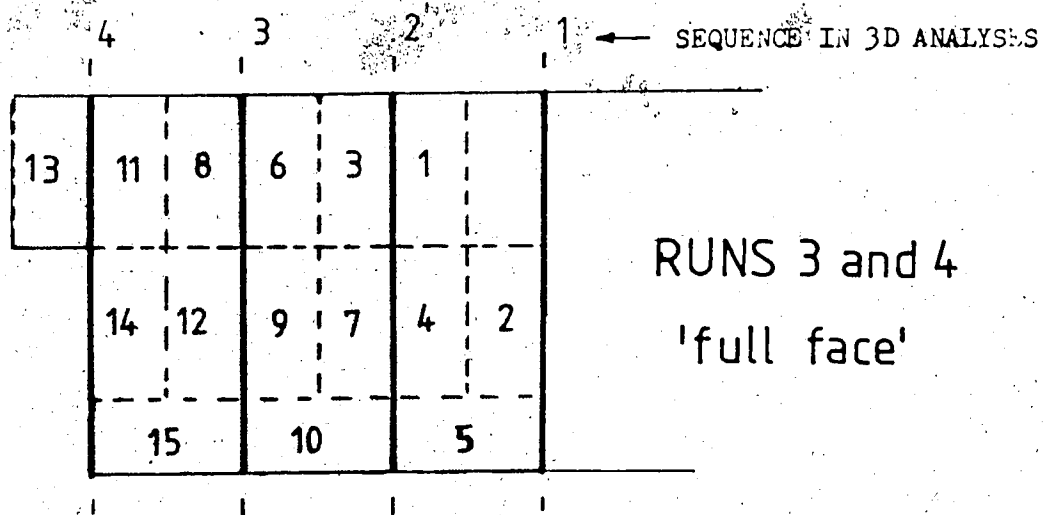 4 3 2 1 ← SEQUENCE IN 3D ANALYSES
13 11 8 6 3 1
RUNS 3 and 4
14 12 9 7 4 2
'full face'
15 10 5